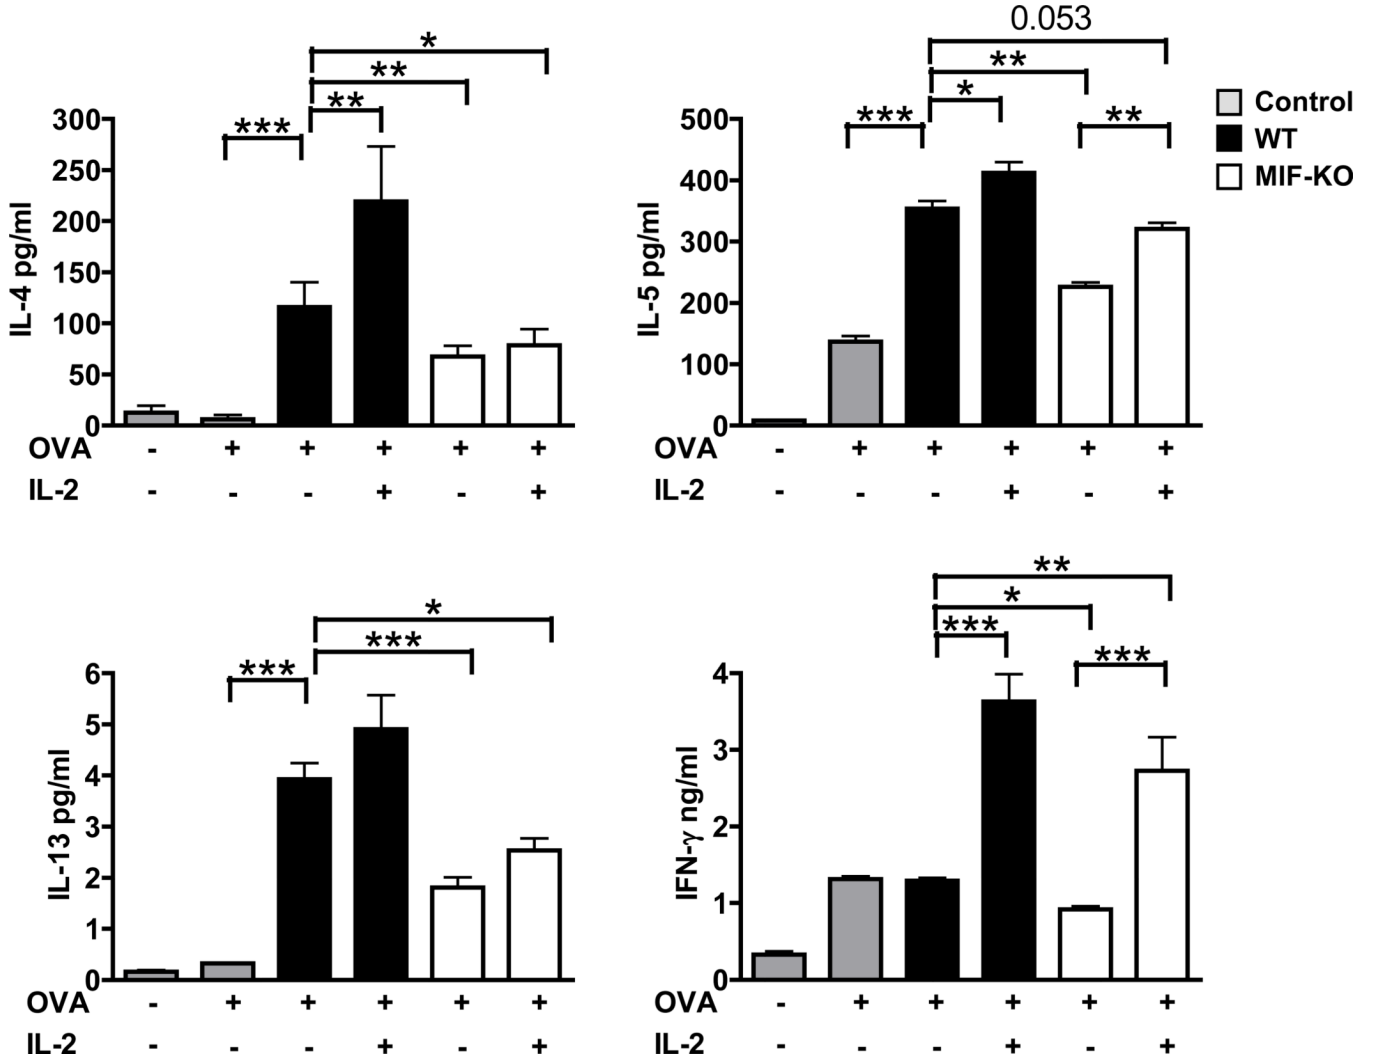 *
**
**
***
300
250
200
150
100
50
0
IL-4 pg/ml
OVA - + + + + +
IL-2 - - - + - +
0.053
**
*
*** **
500
400
300
200
100
0
IL-5 pg/ml
OVA - + + + + +
IL-2 - - - + - +
Control
WT
MIF-KO
*
***
***
6
5
4
3
2
1
0
IL-13 pg/ml
OVA - + + + + +
IL-2 - - - + - +
**
*
***
***
4
3
2
1
0
IFN-γ ng/ml
OVA - + + + + +
IL-2 - - - + - +